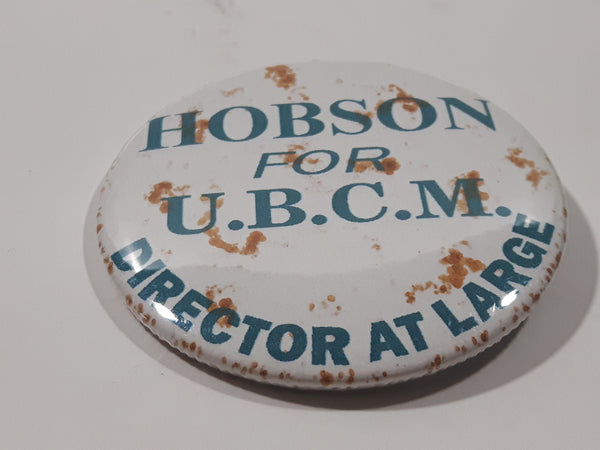 HOBSON
FOR
U.B.C.M.
DIRECTOR AT LARGE